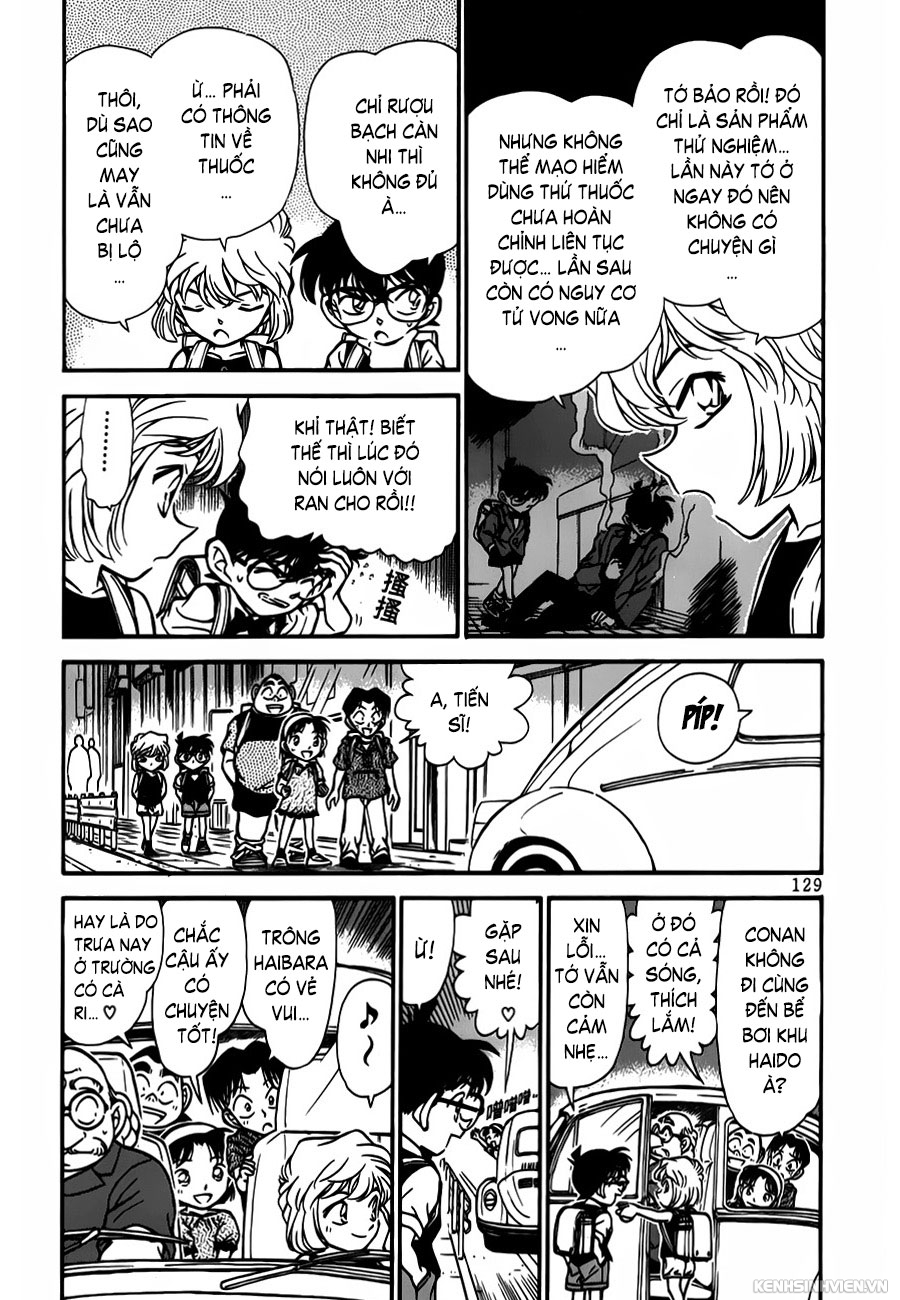 TỚ BẢO RỒI! ĐÓ
CHỈ LÀ SẢN PHẨM
THỬ NGHIỆM...
LẦN NÀY TỚ Ở
NGAY ĐÓ NÊN
KHÔNG CÓ
CHUYỆN GÌ
...
NHƯNG KHÔNG
THỂ MẠO HIỂM
DÙNG THỨ THUỐC
CHƯA HOÀN
CHỈNH LIÊN TỤC
ĐƯỢC... LẦN SAU
CÒN CÓ NGUY CƠ
TỬ VONG NỮA
...
CHỈ RƯỢU
BẠCH CÀN
NHI THÌ
KHÔNG ĐỦ
À...
Ừ... PHẢI
CÓ THÔNG
TIN VỀ
THUỐC
...
THÔI,
DÙ SAO
CŨNG
MAY
LÀ VẪN
CHƯA
BỊ LỘ
...
KHỈ THẬT! BIẾT
THẾ THÌ LÚC ĐÓ
NÓI LUÔN VỚI
RAN CHO RỒI!!
搔搔
.........
PÍP!
A, TIẾN
SĨ!
129
CONAN
KHÔNG
ĐI CÙNG
ĐẾN BỂ
BƠI KHU
HAIDO
À?
Ở ĐÓ
CÓ CẢ
SÓNG,
THÍCH
LẮM!
XIN
LỖI...
TỚ VẪN
CÒN
CẢM
NHẸ...
GẶP
SAU
NHÉ! ♡
Ừ!
噜噜噜...
♪
TRÔNG
HAIBARA
CÓ VẺ
VUI...
CHẮC
CẬU ẤY
CÓ
CHUYỆN
TỐT!
HAY LÀ DO
TRƯA NAY
Ở TRƯỜNG
CÓ CÀ
RI... ♡
KENHSINHVIEN.VN